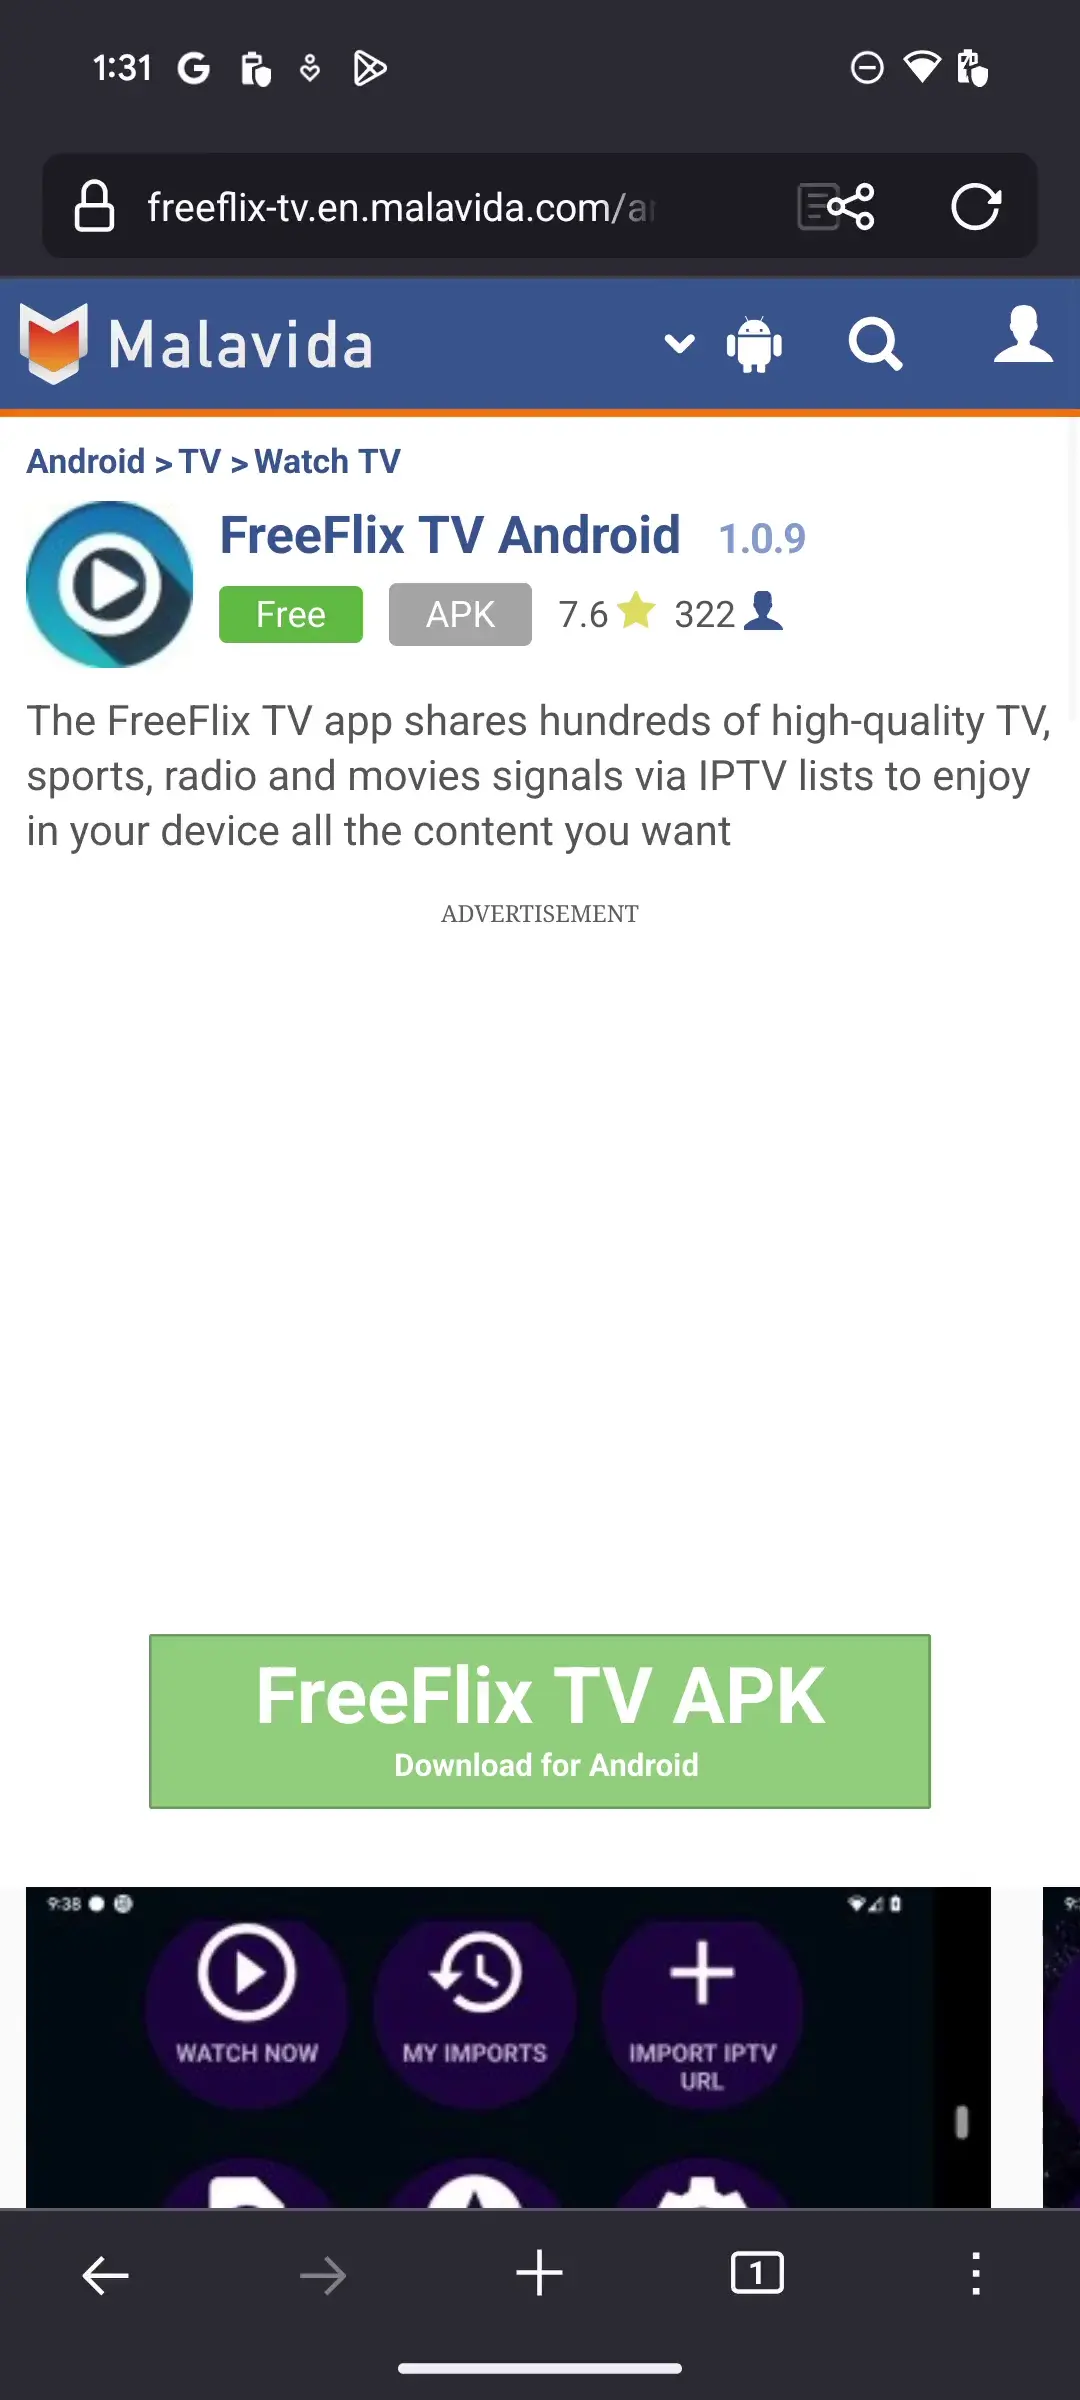 1:31
freeflix-tv.en.malavida.com/a
Malavida
Android > TV > Watch TV
FreeFlix TV Android 1.0.9
Free APK 7.6 322
The FreeFlix TV app shares hundreds of high-quality TV,
sports, radio and movies signals via IPTV lists to enjoy
in your device all the content you want
ADVERTISEMENT
FreeFlix TV APK
Download for Android
9:38
WATCH NOW MY IMPORTS IMPORT IPTV
URL
1